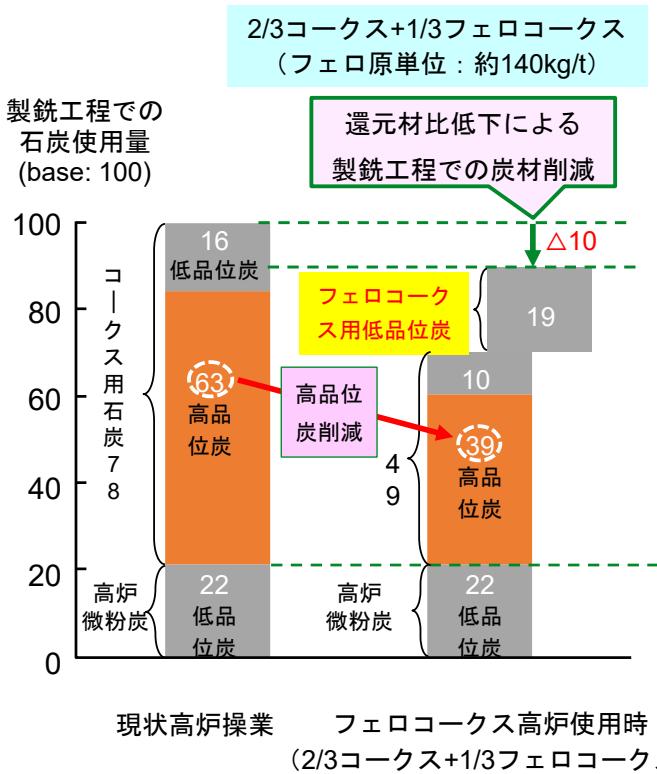 2/3コークス+1/3フェロコークス
（フェロ原単位：約140kg/t）
製銑工程での
石炭使用量
(base: 100)
還元材比低下による
製銑工程での炭材削減
100
80
60
40
20
0
コークス用石炭78
16
低品位炭
63
高品
位炭
高炉
微粉炭
22
低品
位炭
高品位
炭削減
△10
フェロコーク
ス用低品位炭
19
10
39
高品
位炭
49
高炉
微粉炭
22
低品
位炭
現状高炉操業
フェロコークス高炉使用時
（2/3コークス+1/3フェロコーク